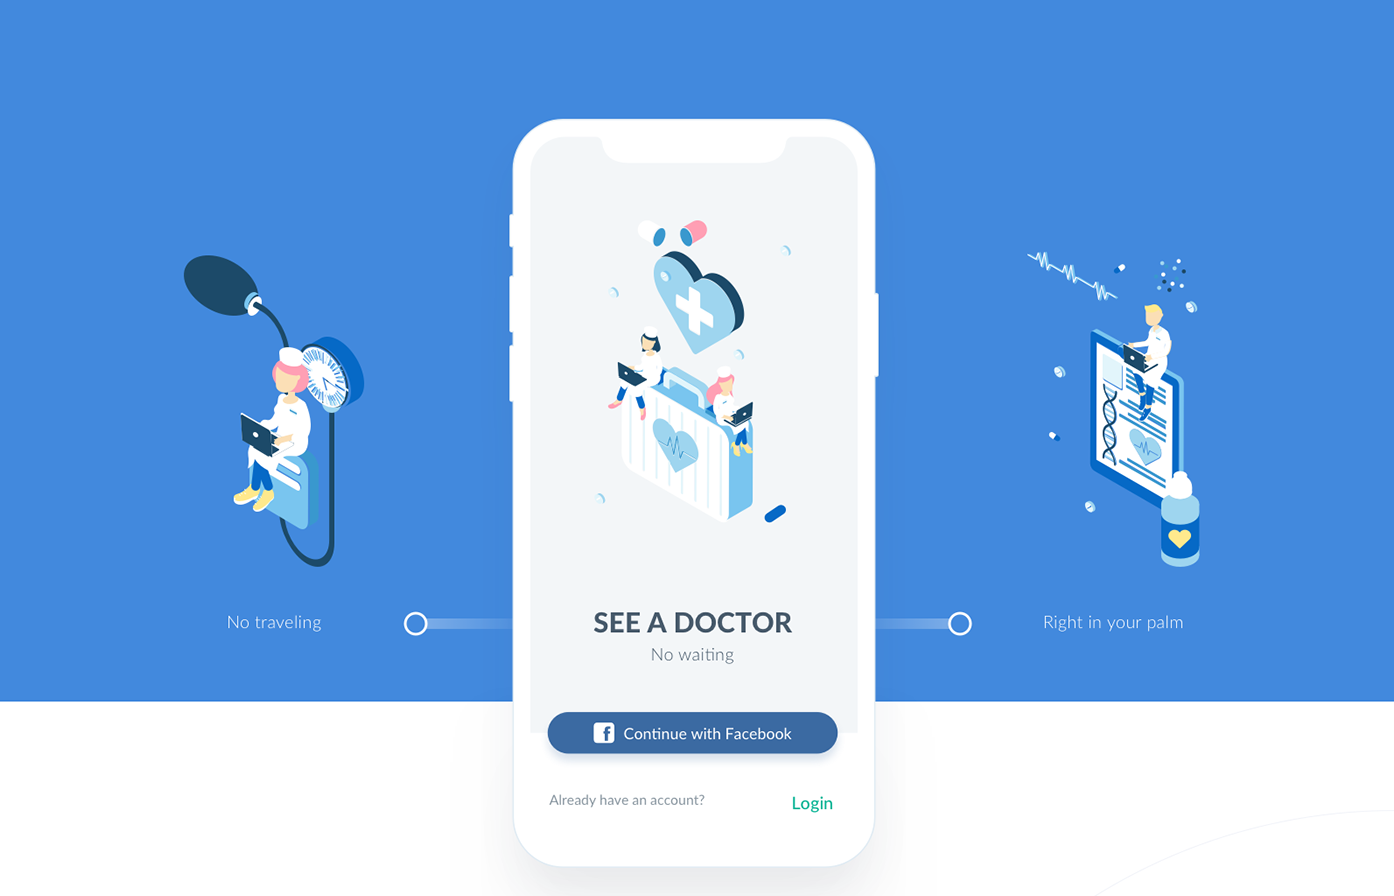 No traveling
SEE A DOCTOR
No waiting
Right in your palm
Continue with Facebook
Already have an account?
Login